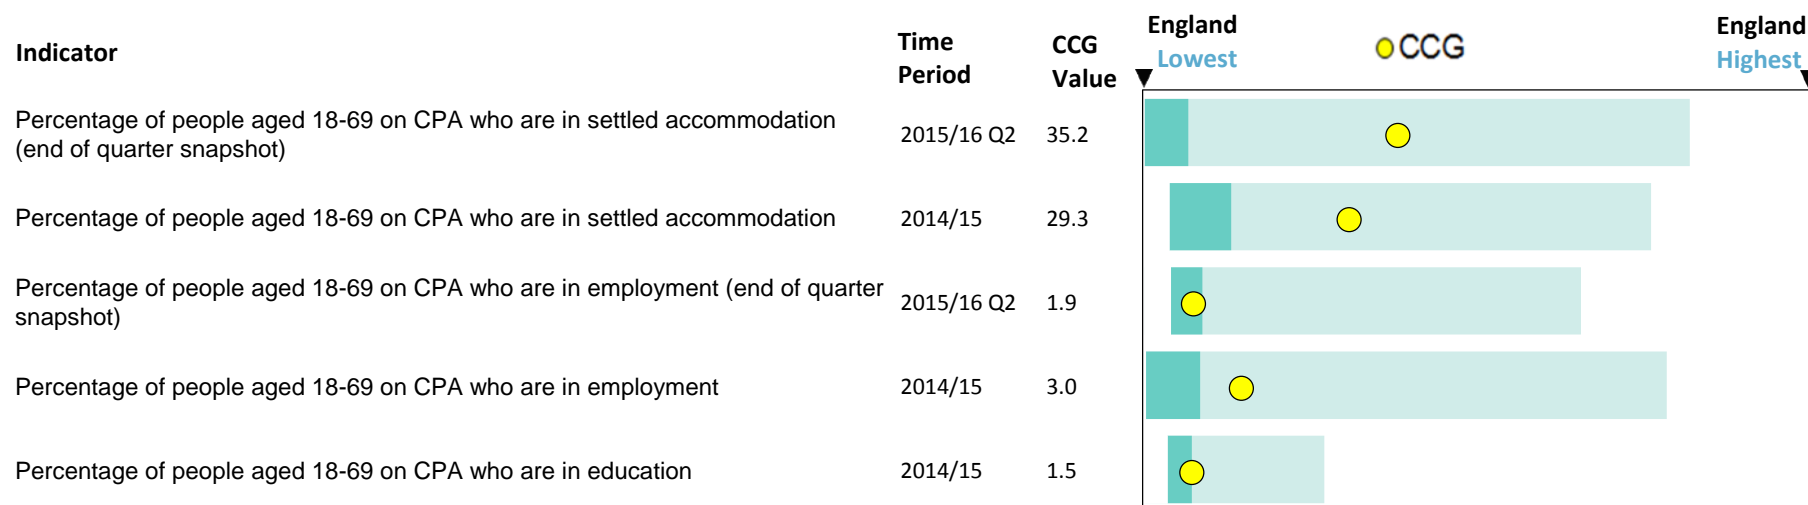 Indicator
Time Period
CCG Value
England Lowest
CCG
England Highest
Percentage of people aged 18-69 on CPA who are in settled accommodation
(end of quarter snapshot)
2015/16 Q2
35.2
Percentage of people aged 18-69 on CPA who are in settled accommodation
2014/15
29.3
Percentage of people aged 18-69 on CPA who are in employment (end of quarter
snapshot)
2015/16 Q2
1.9
Percentage of people aged 18-69 on CPA who are in employment
2014/15
3.0
Percentage of people aged 18-69 on CPA who are in education
2014/15
1.5